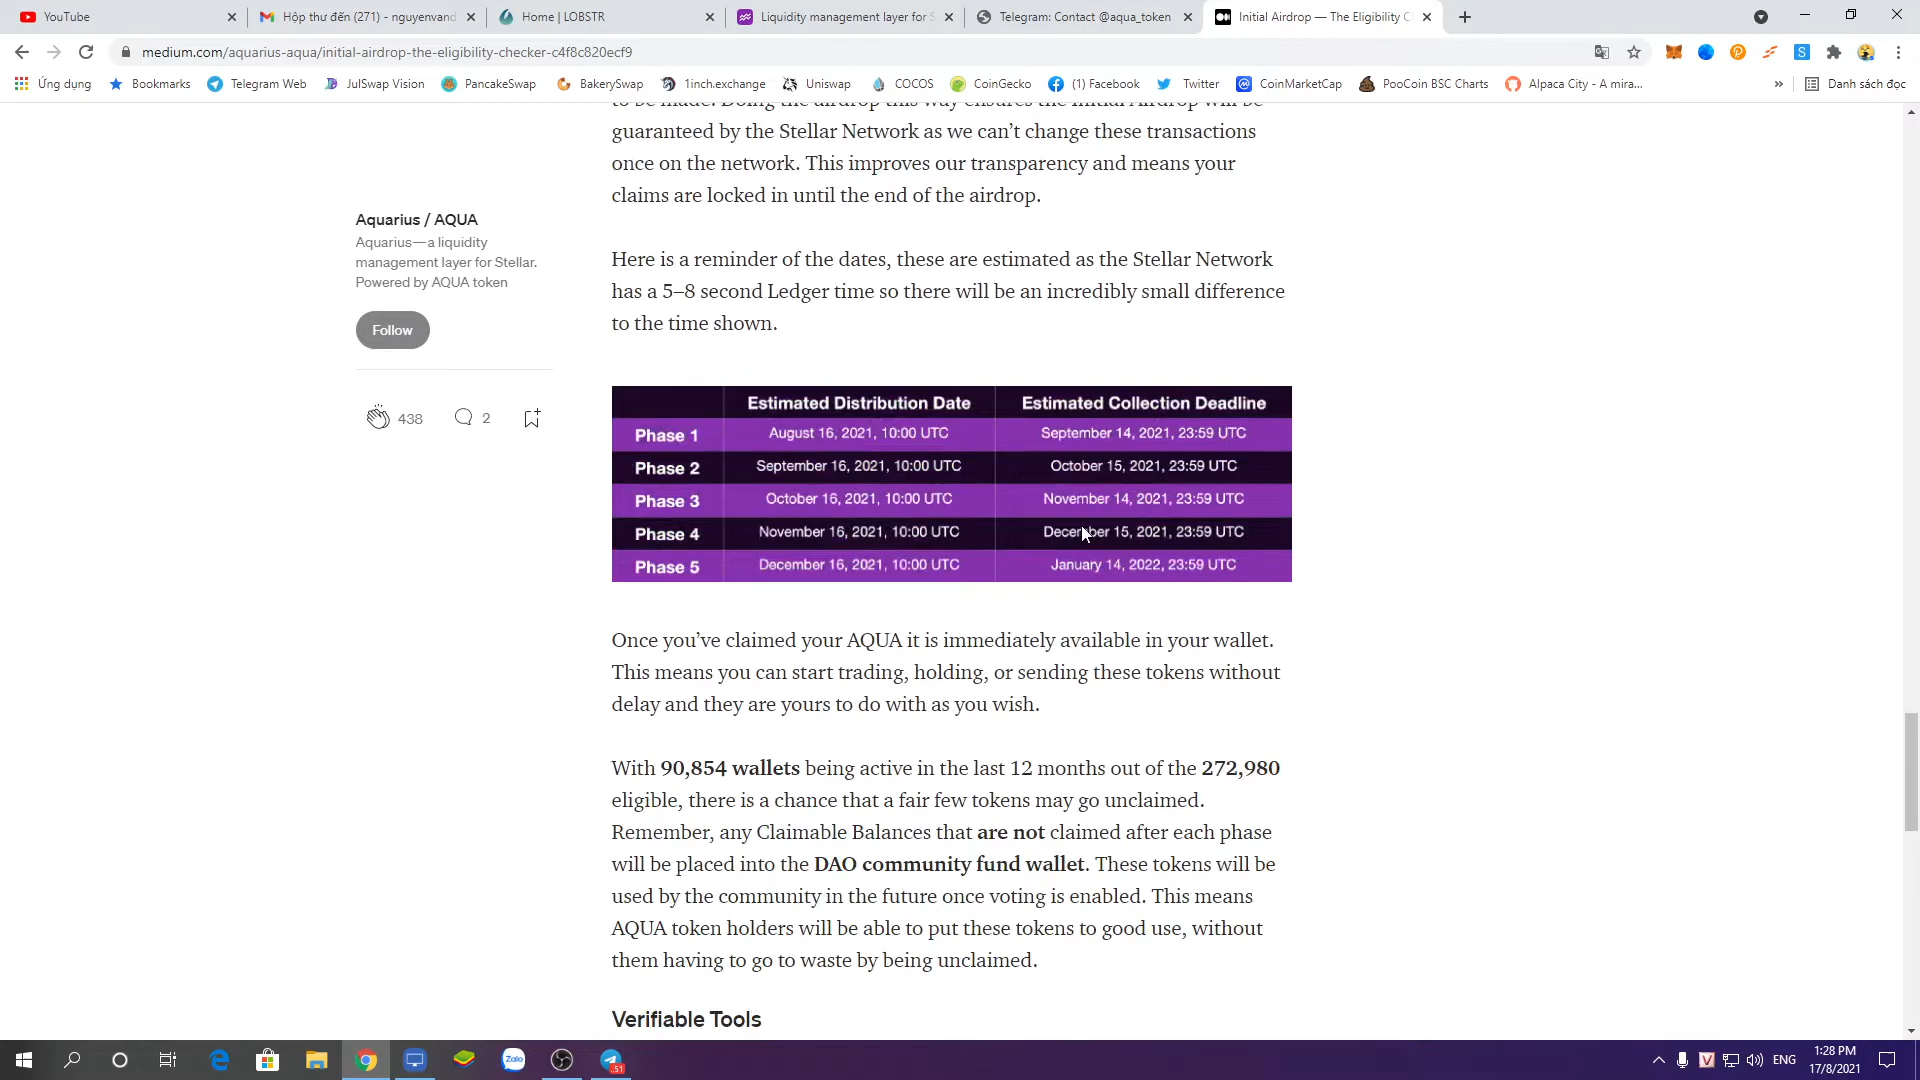 YouTube
Hộp thư đến (271) - nguyenvand
Home | LOBSTR
Liquidity management layer for S
Telegram: Contact @aqua_token
Initial Airdrop — The Eligibility C
medium.com/aquarius-aqua/initial-airdrop-the-eligibility-checker-c4f8c820ecf9
Ứng dụng
Bookmarks
Telegram Web
JulSwap Vision
PancakeSwap
BakerySwap
1inch.exchange
Uniswap
COCOS
CoinGecko
(1) Facebook
Twitter
CoinMarketCap
PooCoin BSC Charts
Alpaca City - A mira...
»
Danh sách đọc
to be made. Doing the airdrop this way ensures the Initial Airdrop will be
guaranteed by the Stellar Network as we can’t change these transactions
once on the network. This improves our transparency and means your
claims are locked in until the end of the airdrop.
Aquarius / AQUA
Aquarius—a liquidity
management layer for Stellar.
Powered by AQUA token
Follow
438
2
Here is a reminder of the dates, these are estimated as the Stellar Network
has a 5–8 second Ledger time so there will be an incredibly small difference
to the time shown.
Estimated Distribution Date Estimated Collection Deadline
Phase 1 August 16, 2021, 10:00 UTC September 14, 2021, 23:59 UTC
Phase 2 September 16, 2021, 10:00 UTC October 15, 2021, 23:59 UTC
Phase 3 October 16, 2021, 10:00 UTC November 14, 2021, 23:59 UTC
Phase 4 November 16, 2021, 10:00 UTC December 15, 2021, 23:59 UTC
Phase 5 December 16, 2021, 10:00 UTC January 14, 2022, 23:59 UTC
Once you’ve claimed your AQUA it is immediately available in your wallet.
This means you can start trading, holding, or sending these tokens without
delay and they are yours to do with as you wish.
With 90,854 wallets being active in the last 12 months out of the 272,980
eligible, there is a chance that a fair few tokens may go unclaimed.
Remember, any Claimable Balances that are not claimed after each phase
will be placed into the DAO community fund wallet. These tokens will be
used by the community in the future once voting is enabled. This means
AQUA token holders will be able to put these tokens to good use, without
them having to go to waste by being unclaimed.
Verifiable Tools
Zalo
51
ENG
1:28 PM
17/8/2021